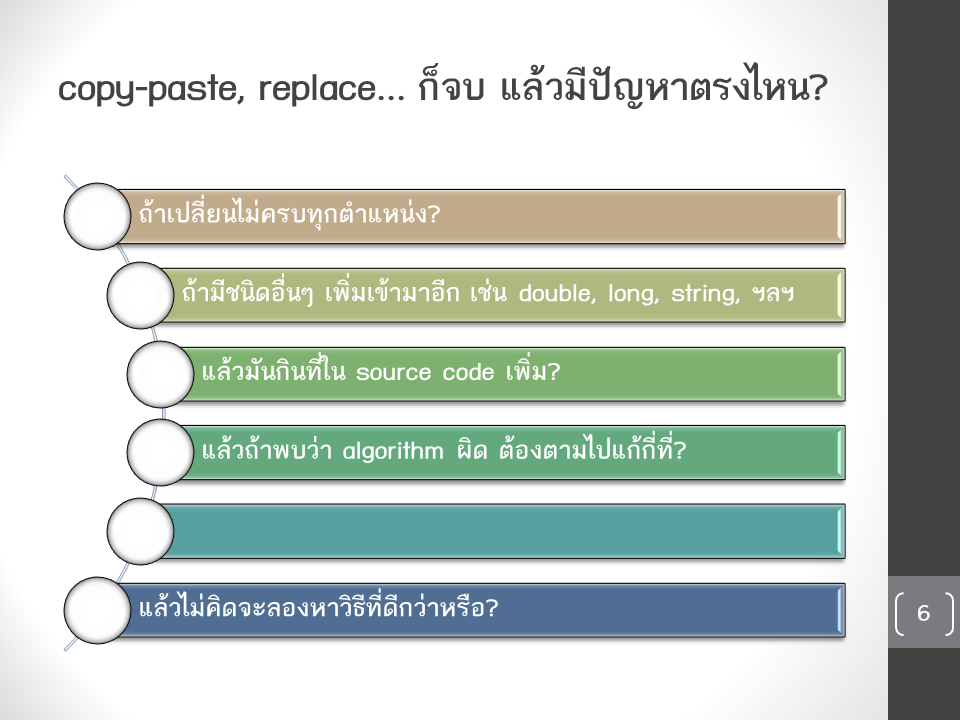 copy-paste, replace... ก็จบ แล้วมีปัญหาตรงไหน?
ถ้าเปลี่ยนไม่ครบทุกตำแหน่ง?
ถ้ามีชนิดอื่นๆ เพิ่มเข้ามาอีก เช่น double, long, string, ฯลฯ
แล้วมันกินที่ใน source code เพิ่ม?
แล้วถ้าพบว่า algorithm ผิด ต้องตามไปแก้กี่ที่?
แล้วไม่คิดจะลองหาวิธีที่ดีกว่าหรือ?
6